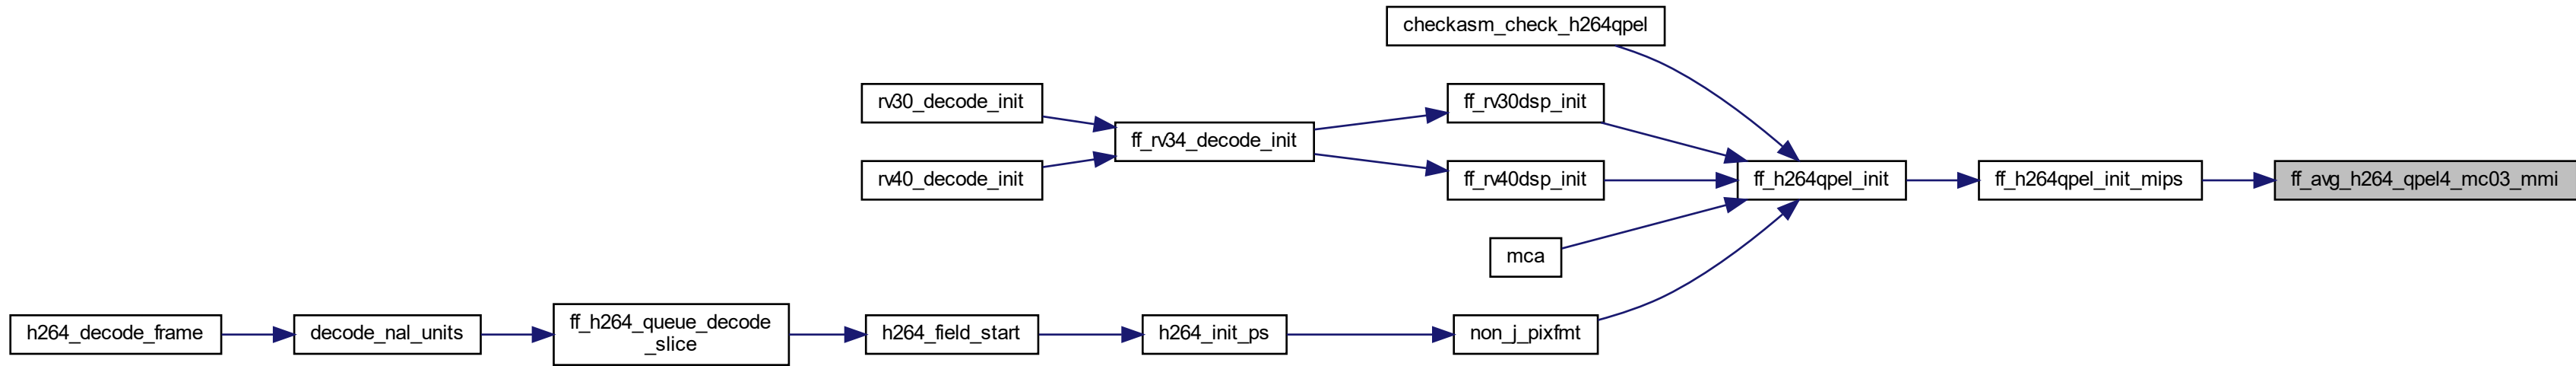 checkasm_check_h264qpel
rv30_decode_init
ff_rv30dsp_init
ff_rv34_decode_init
rv40_decode_init
ff_rv40dsp_init
ff_h264qpel_init
ff_h264qpel_init_mips
ff_avg_h264_qpel4_mc03_mmi
mca
h264_decode_frame
decode_nal_units
ff_h264_queue_decode
_slice
h264_field_start
h264_init_ps
non_j_pixfmt